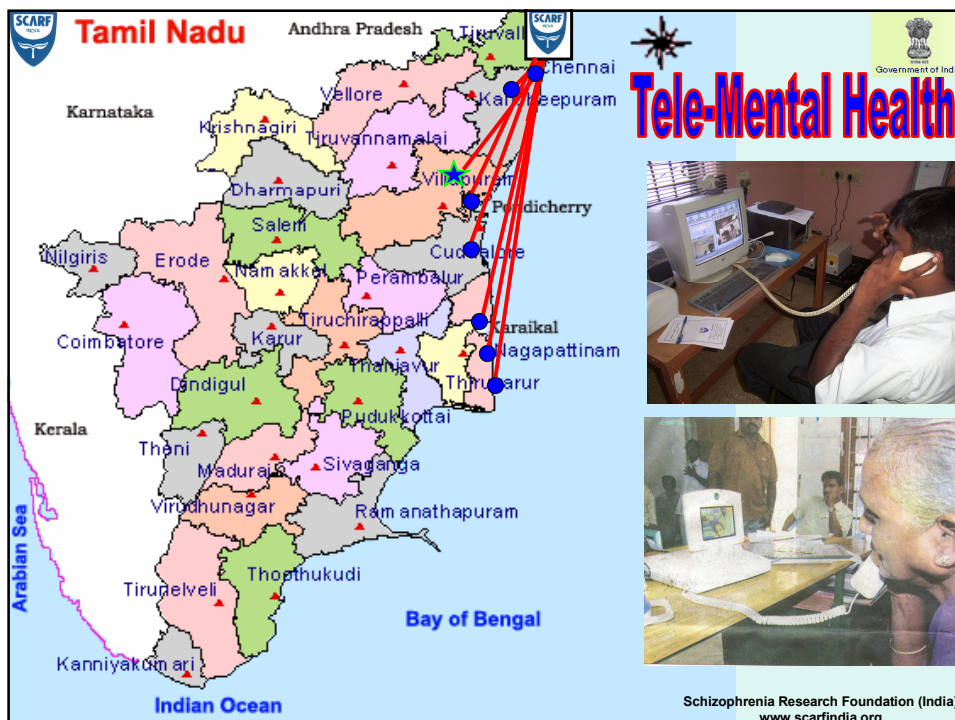 SCARF
INDIA
Tamil Nadu
Andhra Pradesh
SCARF
INDIA
Government of Indi
Tiruvall
Chennai
Vellore
Kancheepuram
Tele-Mental Health
Karnataka
Krishnagiri
Tiruvannamalai
Dharmapuri
Villupuram
Pondicherry
Salem
Cuddalore
Nilgiris
Erode
Namakkal
Perambalur
Tiruchirappalli
Karaikal
Coimbatore
Karur
Nagapattinam
Thanjavur
Dindigul
Thiruvarur
Pudukkottai
Kerala
Theni
Madurai
Sivaganga
Virudhunagar
Ramanathapuram
Arabian Sea
Tirunelveli
Thoothukudi
Bay of Bengal
Kanniyakumari
Indian Ocean
Schizophrenia Research Foundation (India)
www.scarfindia.org